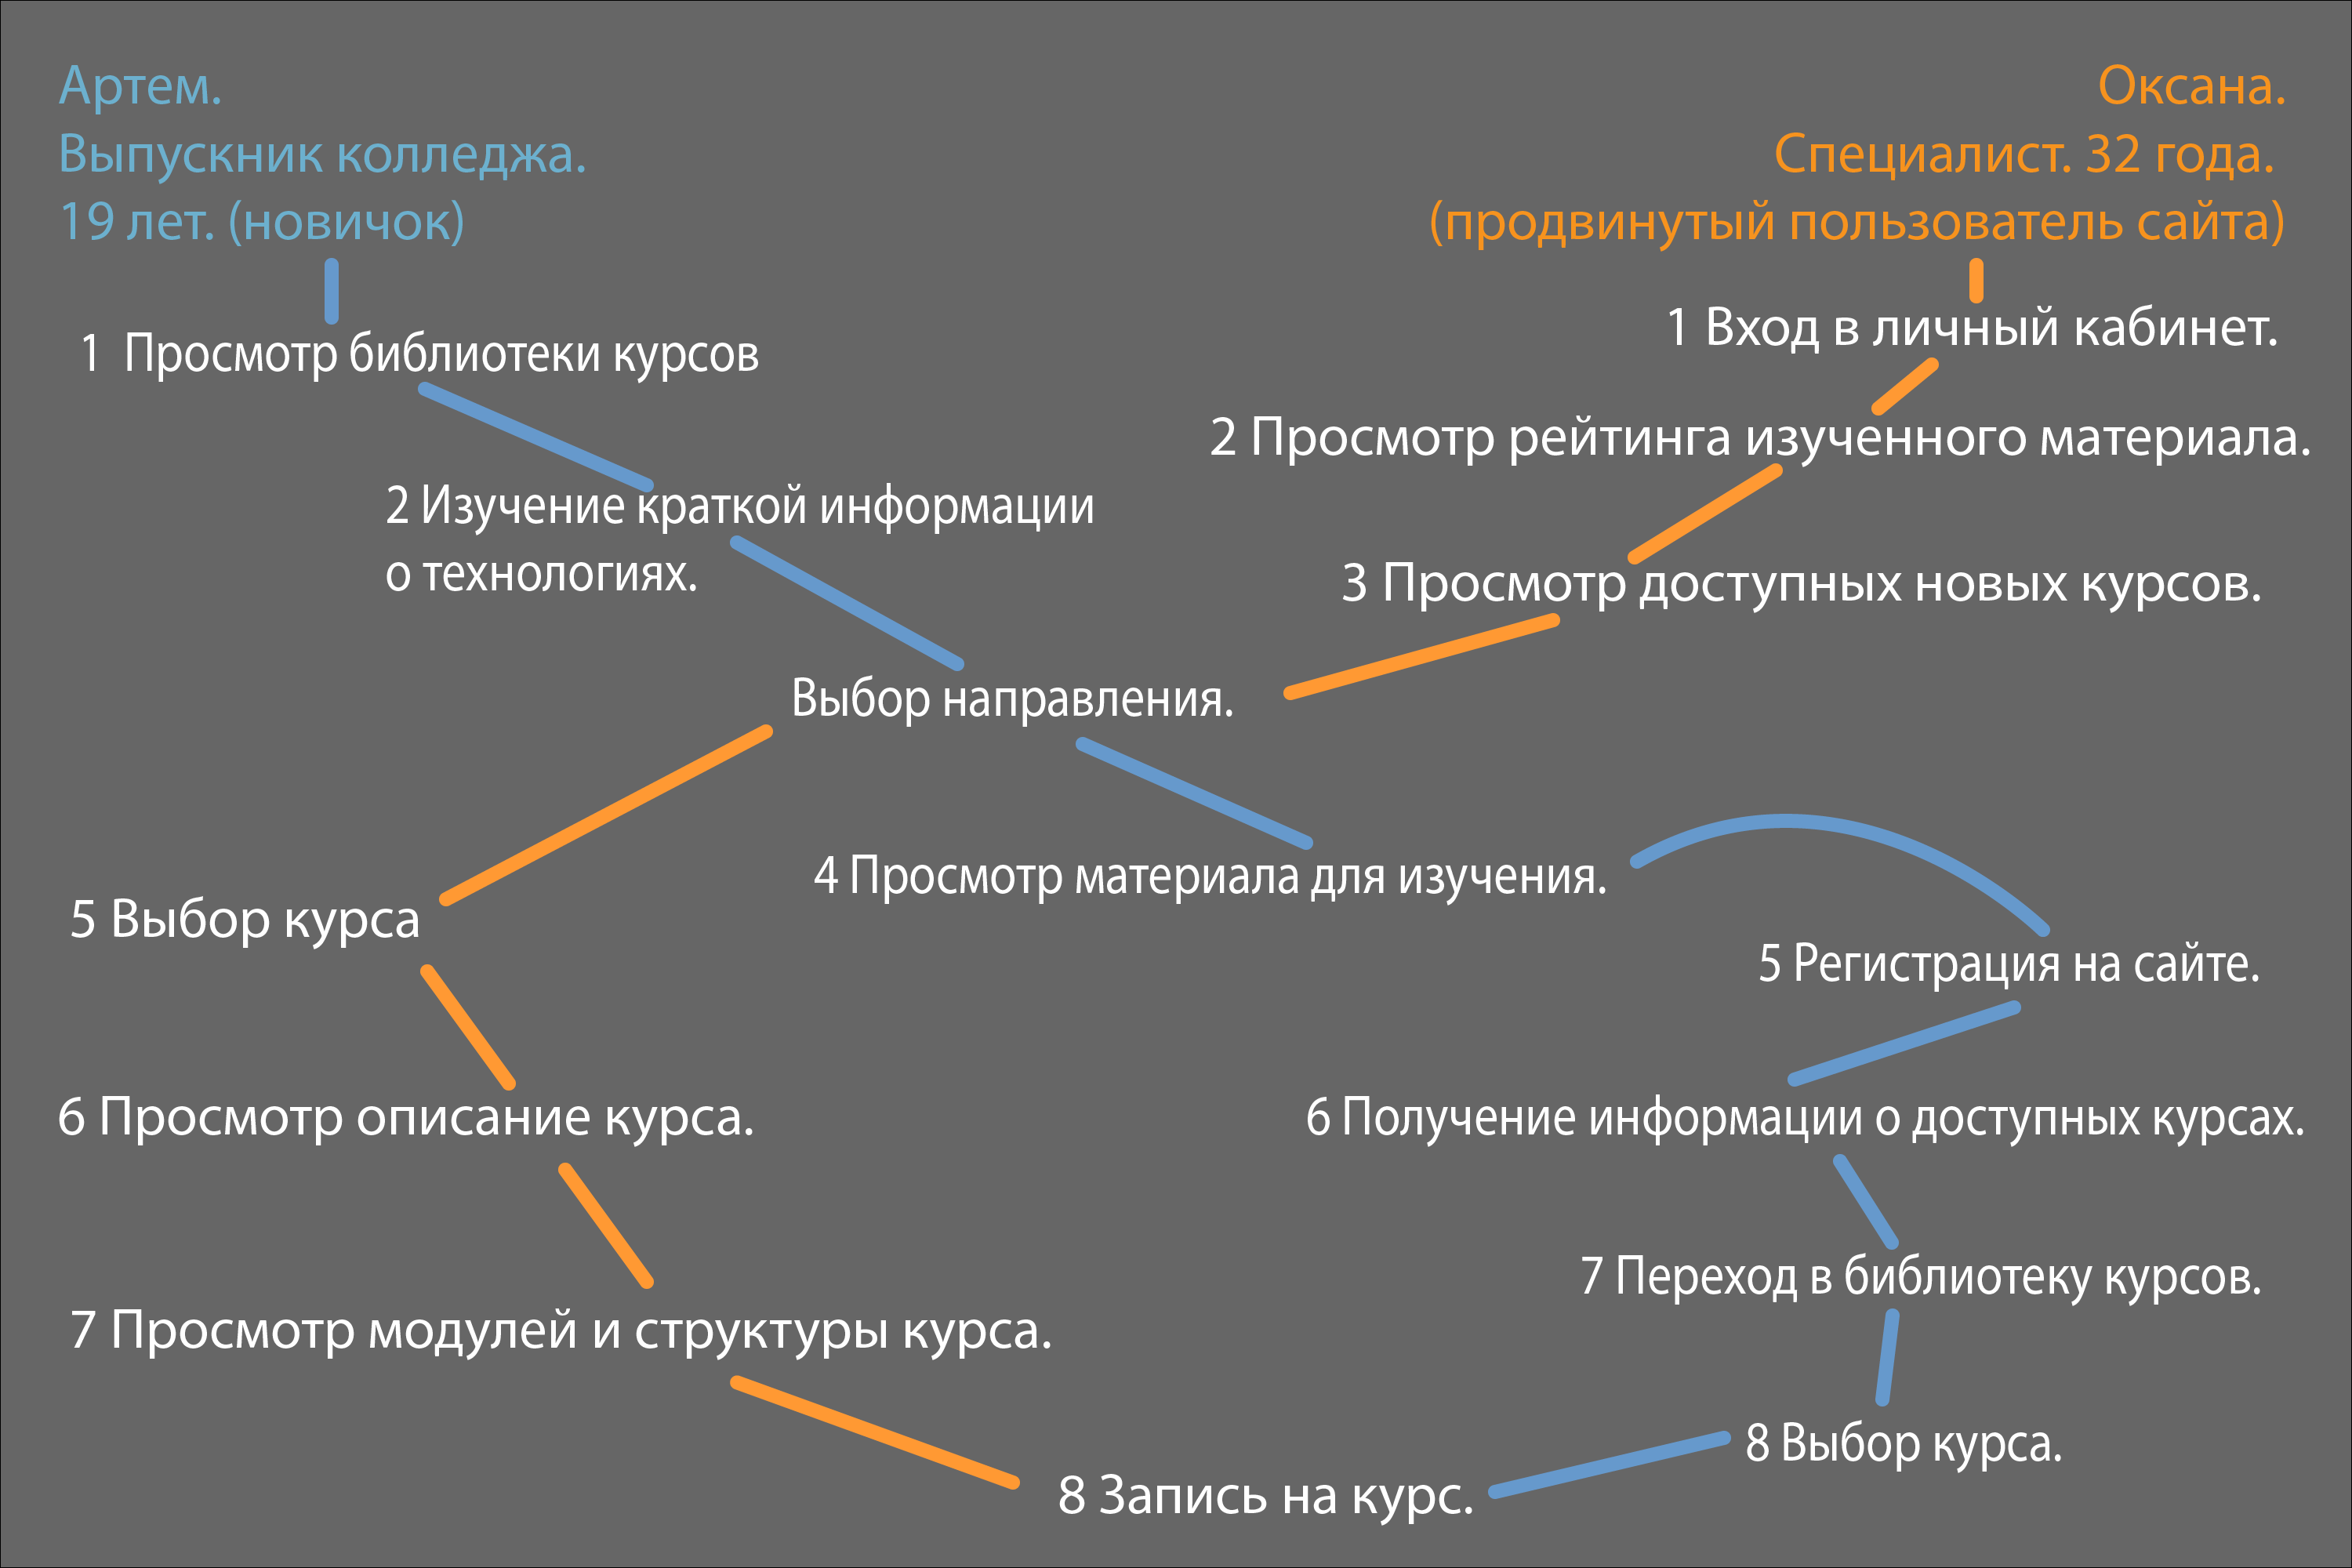 Артем.
Выпускник колледжа.
19 лет. (новичок)
Оксана.
Специалист. 32 года.
(продвинутый пользователь сайта)
1 Просмотр библиотеки курсов
1 Вход в личный кабинет.
2 Просмотр рейтинга изученного материала.
2 Изучение краткой информации
о технологиях.
3 Просмотр доступных новых курсов.
Выбор направления.
4 Просмотр материала для изучения.
5 Выбор курса
5 Регистрация на сайте.
6 Просмотр описание курса.
6 Получение информации о доступных курсах.
7 Переход в библиотеку курсов.
7 Просмотр модулей и структуры курса.
8 Выбор курса.
8 Запись на курс.